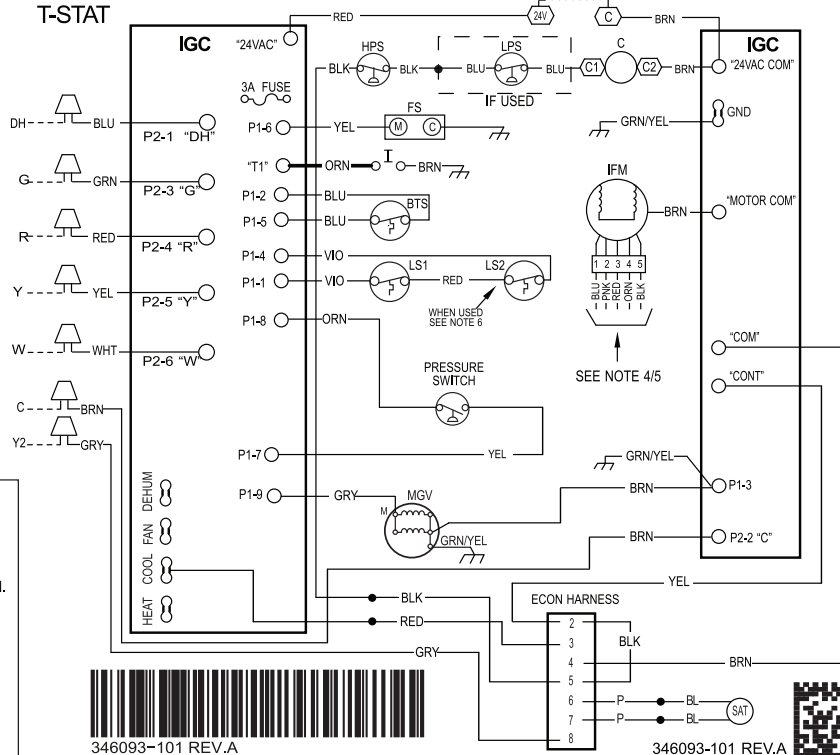 T-STAT
IGC
"24VAC"
RED
24V
C
BRN
IGC
"24VAC COM"
HPS
BLK
BLK
LPS
BLU
BLU
IF USED
C
C1
C2
BRN
3A FUSE
GND
GRN/YEL
DH
BLU
P2-1 "DH"
P1-6
YEL
FS
M
C
"T1"
ORN
I
BRN
IFM
G
GRN
P2-3 "G"
P1-2
BLU
BTS
P1-5
BLU
BRN
"MOTOR COM"
R
RED
P2-4 "R"
P1-4
VIO
1 2 3 4 5
BLU
PNK
RED
ORN
BLK
P1-1
VIO
LS1
RED
LS2
WHEN USED
SEE NOTE 6
Y
YEL
P2-5 "Y"
P1-8
ORN
W
WHT
P2-6 "W"
PRESSURE
SWITCH
SEE NOTE 4/5
"COM"
"CONT"
C
BRN
Y2
GRY
P1-7
YEL
GRN/YEL
P1-9
GRY
MGV
M
BRN
P1-3
GRN/YEL
BRN
P2-2 "C"
DEHUM
FAN
COOL
HEAT
YEL
BLK
ECON HARNESS
RED
2
3
BLK
GRY
4
BRN
5
6
P
BL
SAT
7
P
BL
8
346093-101 REV.A
346093-101 REV.A